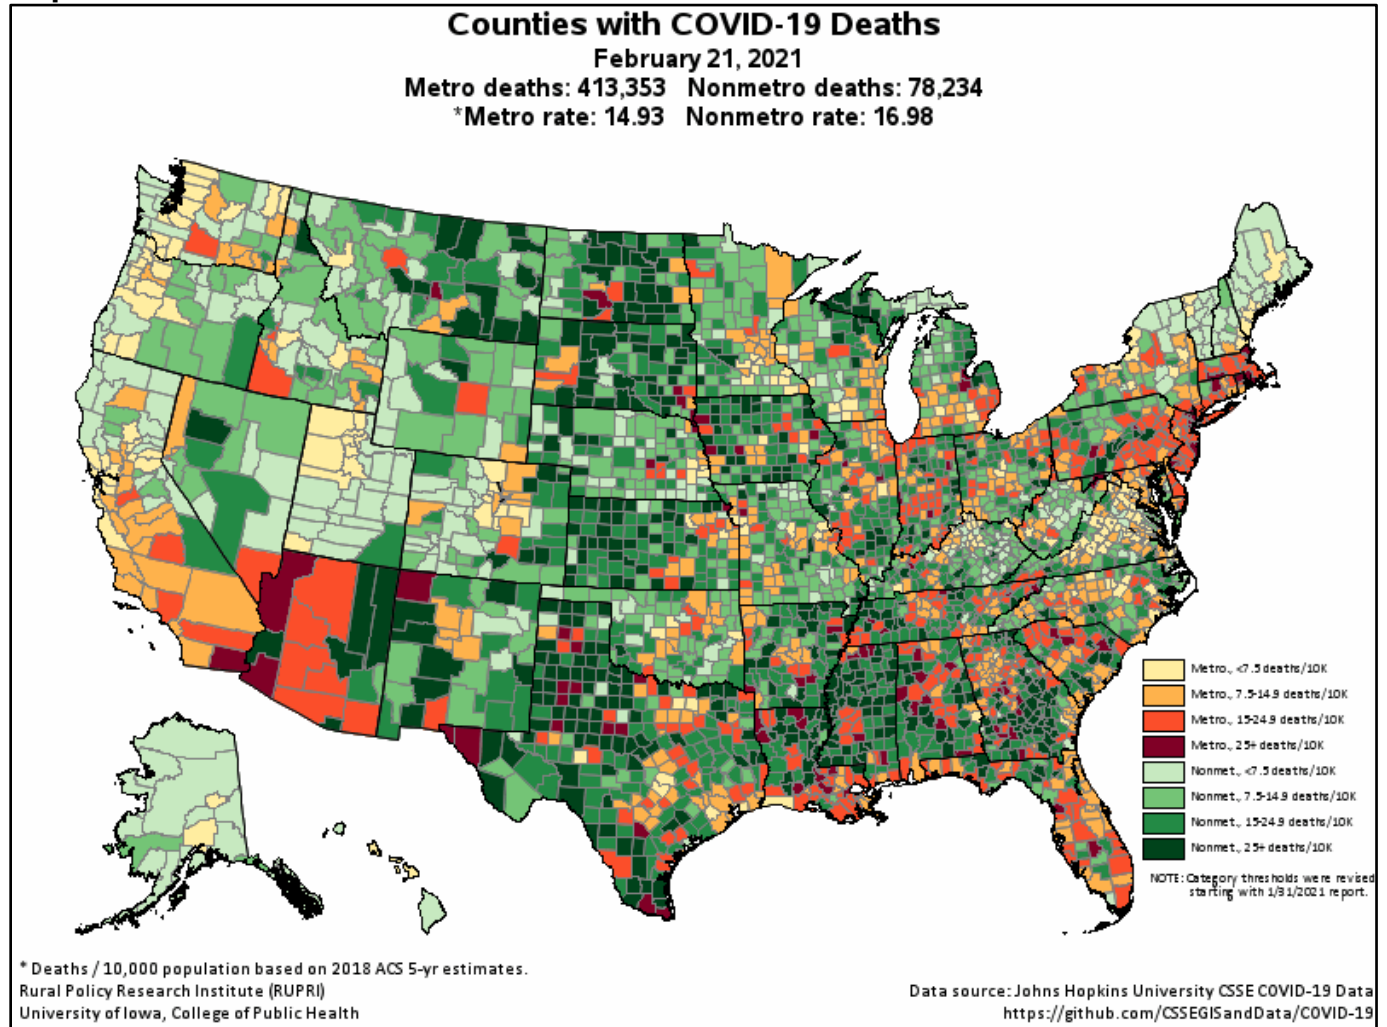 Counties with COVID-19 Deaths
February 21, 2021
Metro deaths: 413,353   Nonmetro deaths: 78,234
*Metro rate: 14.93   Nonmetro rate: 16.98
Metro., <7.5 deaths/10K
Metro., 7.5-14.9 deaths/10K
Metro., 15-24.9 deaths/10K
Metro., 25+ deaths/10K
Nonmet., <7.5 deaths/10K
Nonmet., 7.5-14.9 deaths/10K
Nonmet., 15-24.9 deaths/10K
Nonmet., 25+ deaths/10K
NOTE: Category thresholds were revised
starting with 1/31/2021 report.
* Deaths / 10,000 population based on 2018 ACS 5-yr estimates.
Rural Policy Research Institute (RUPRI)
University of Iowa, College of Public Health
Data source: Johns Hopkins University CSSE COVID-19 Data
https://github.com/CSSEGISandData/COVID-19